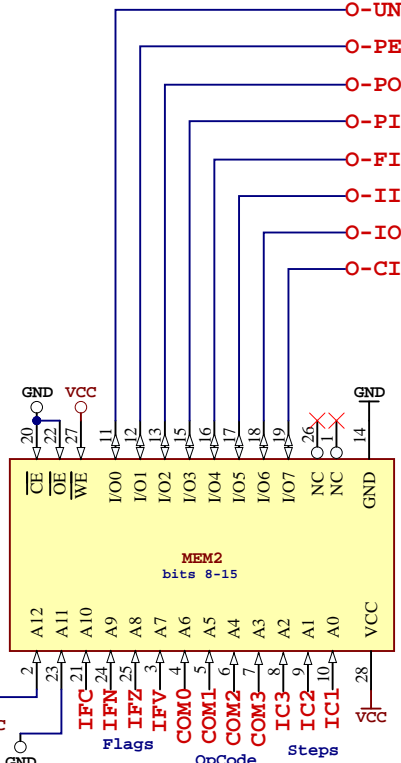 O-UN
O-PE
O-PO
O-PI
O-FI
O-II
O-IO
O-CI
GND VCC GND
20 22 27 11 12 13 15 16 17 18 19 26 1 14
CE OE WE I/O0 I/O1 I/O2 I/O3 I/O4 I/O5 I/O6 I/O7 NC NC GND
MEM2
bits 8-15
A12 A11 A10 A9 A8 A7 A6 A5 A4 A3 A2 A1 A0 VCC
2 23 21 24 25 3 4 5 6 7 8 9 10 28
IFC IFN IFZ IFV COM0 COM1 COM2 COM3 IC3 IC2 IC1
C VCC
Flags Steps
GND OpCode